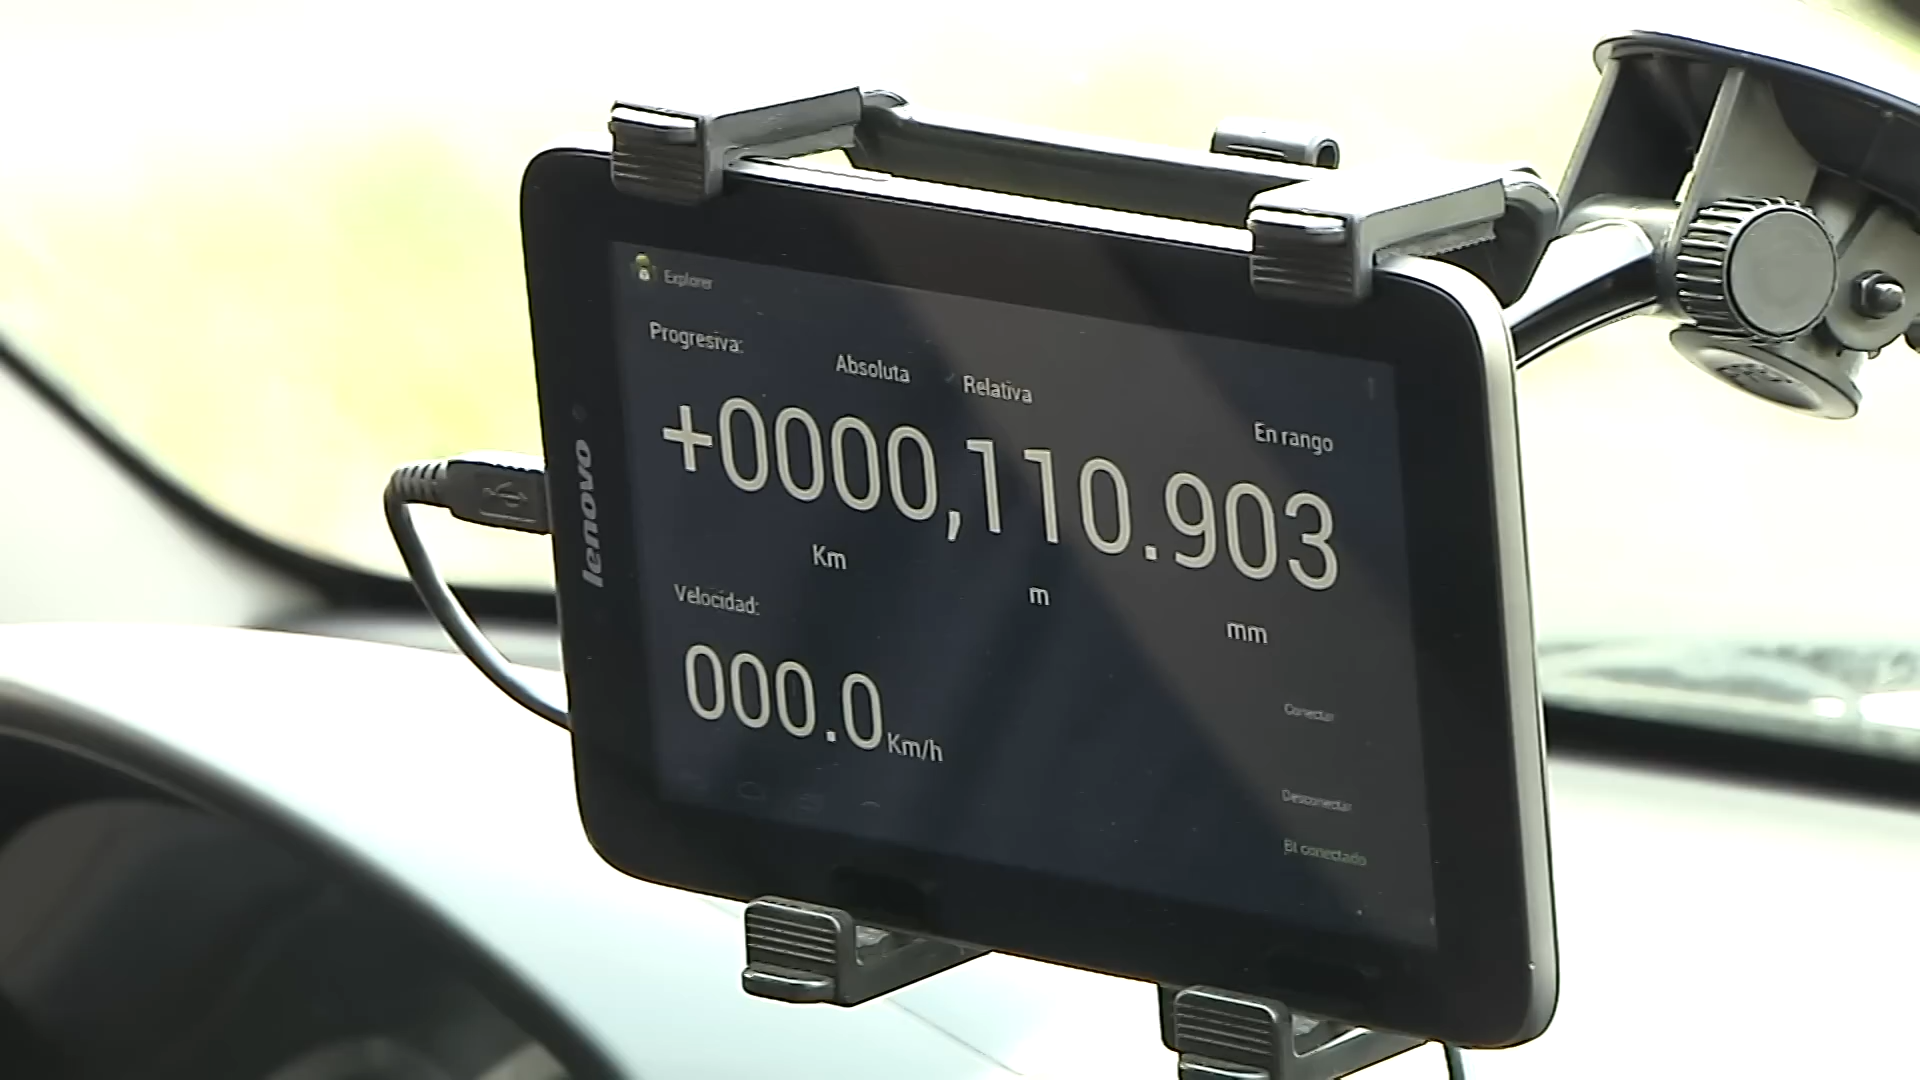 Explorer
Progresiva:
Absoluta Relativa
En rango
+0000,110.903
Km m mm
Velocidad:
000.0 Km/h
Conectar
Desconectar
Bt conectado
lenovo